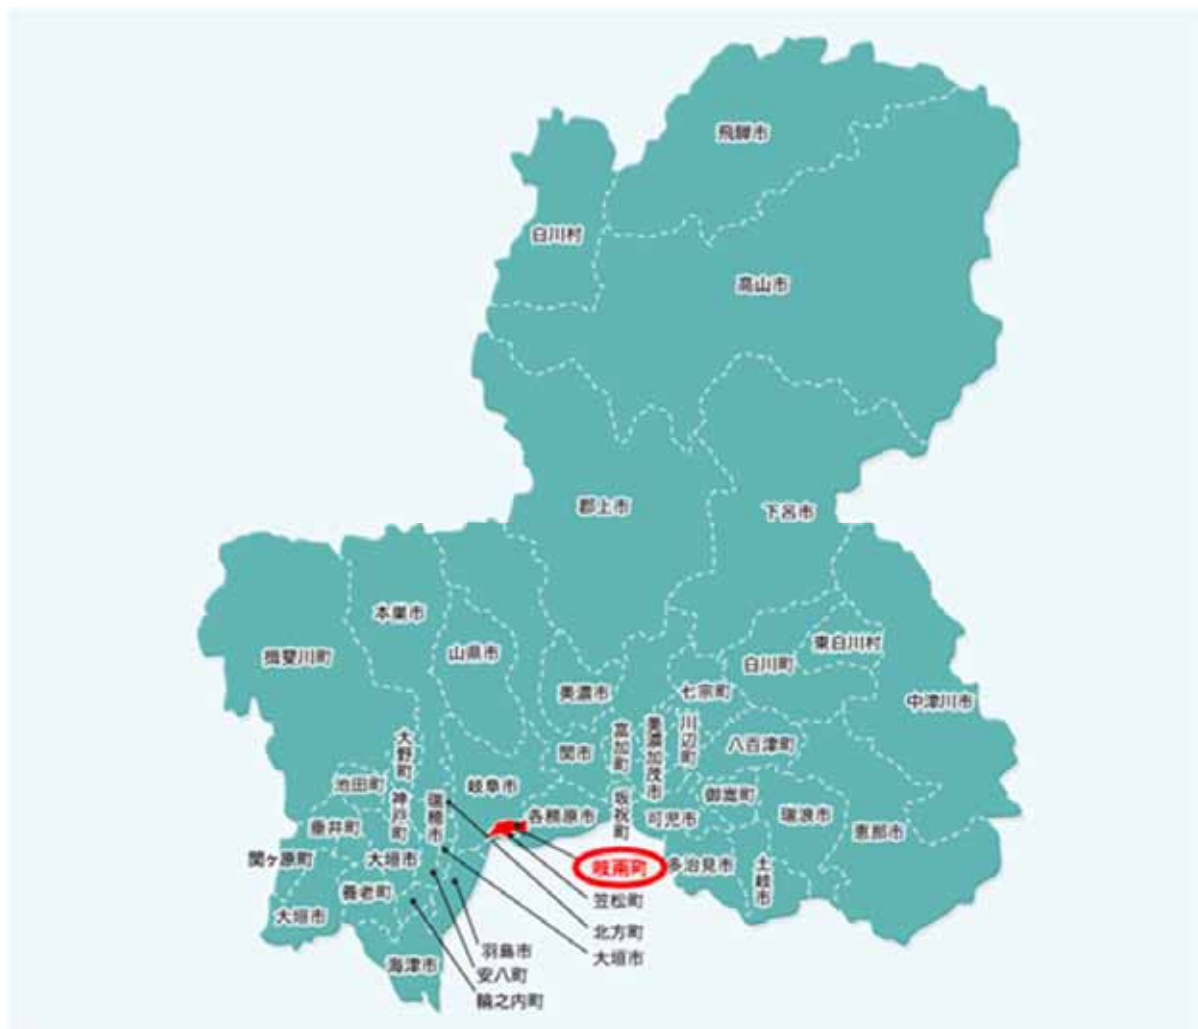 飛騨市
白川村
高山市
郡上市
下呂市
本巣市
山県市
揖斐川町
東白川村
白川町
美濃市
七宗町
中津川市
大野町
関市
富加町
美濃加茂市
川辺町
八百津町
池田町
神戸町
瑞穂市
岐阜市
御嵩町
垂井町
各務原市
坂祝町
可児市
瑞浪市
恵那市
関ヶ原町
大垣市
岐南町
多治見市
土岐市
養老町
笠松町
大垣市
北方町
羽島市
大垣市
海津市
安八町
輪之内町